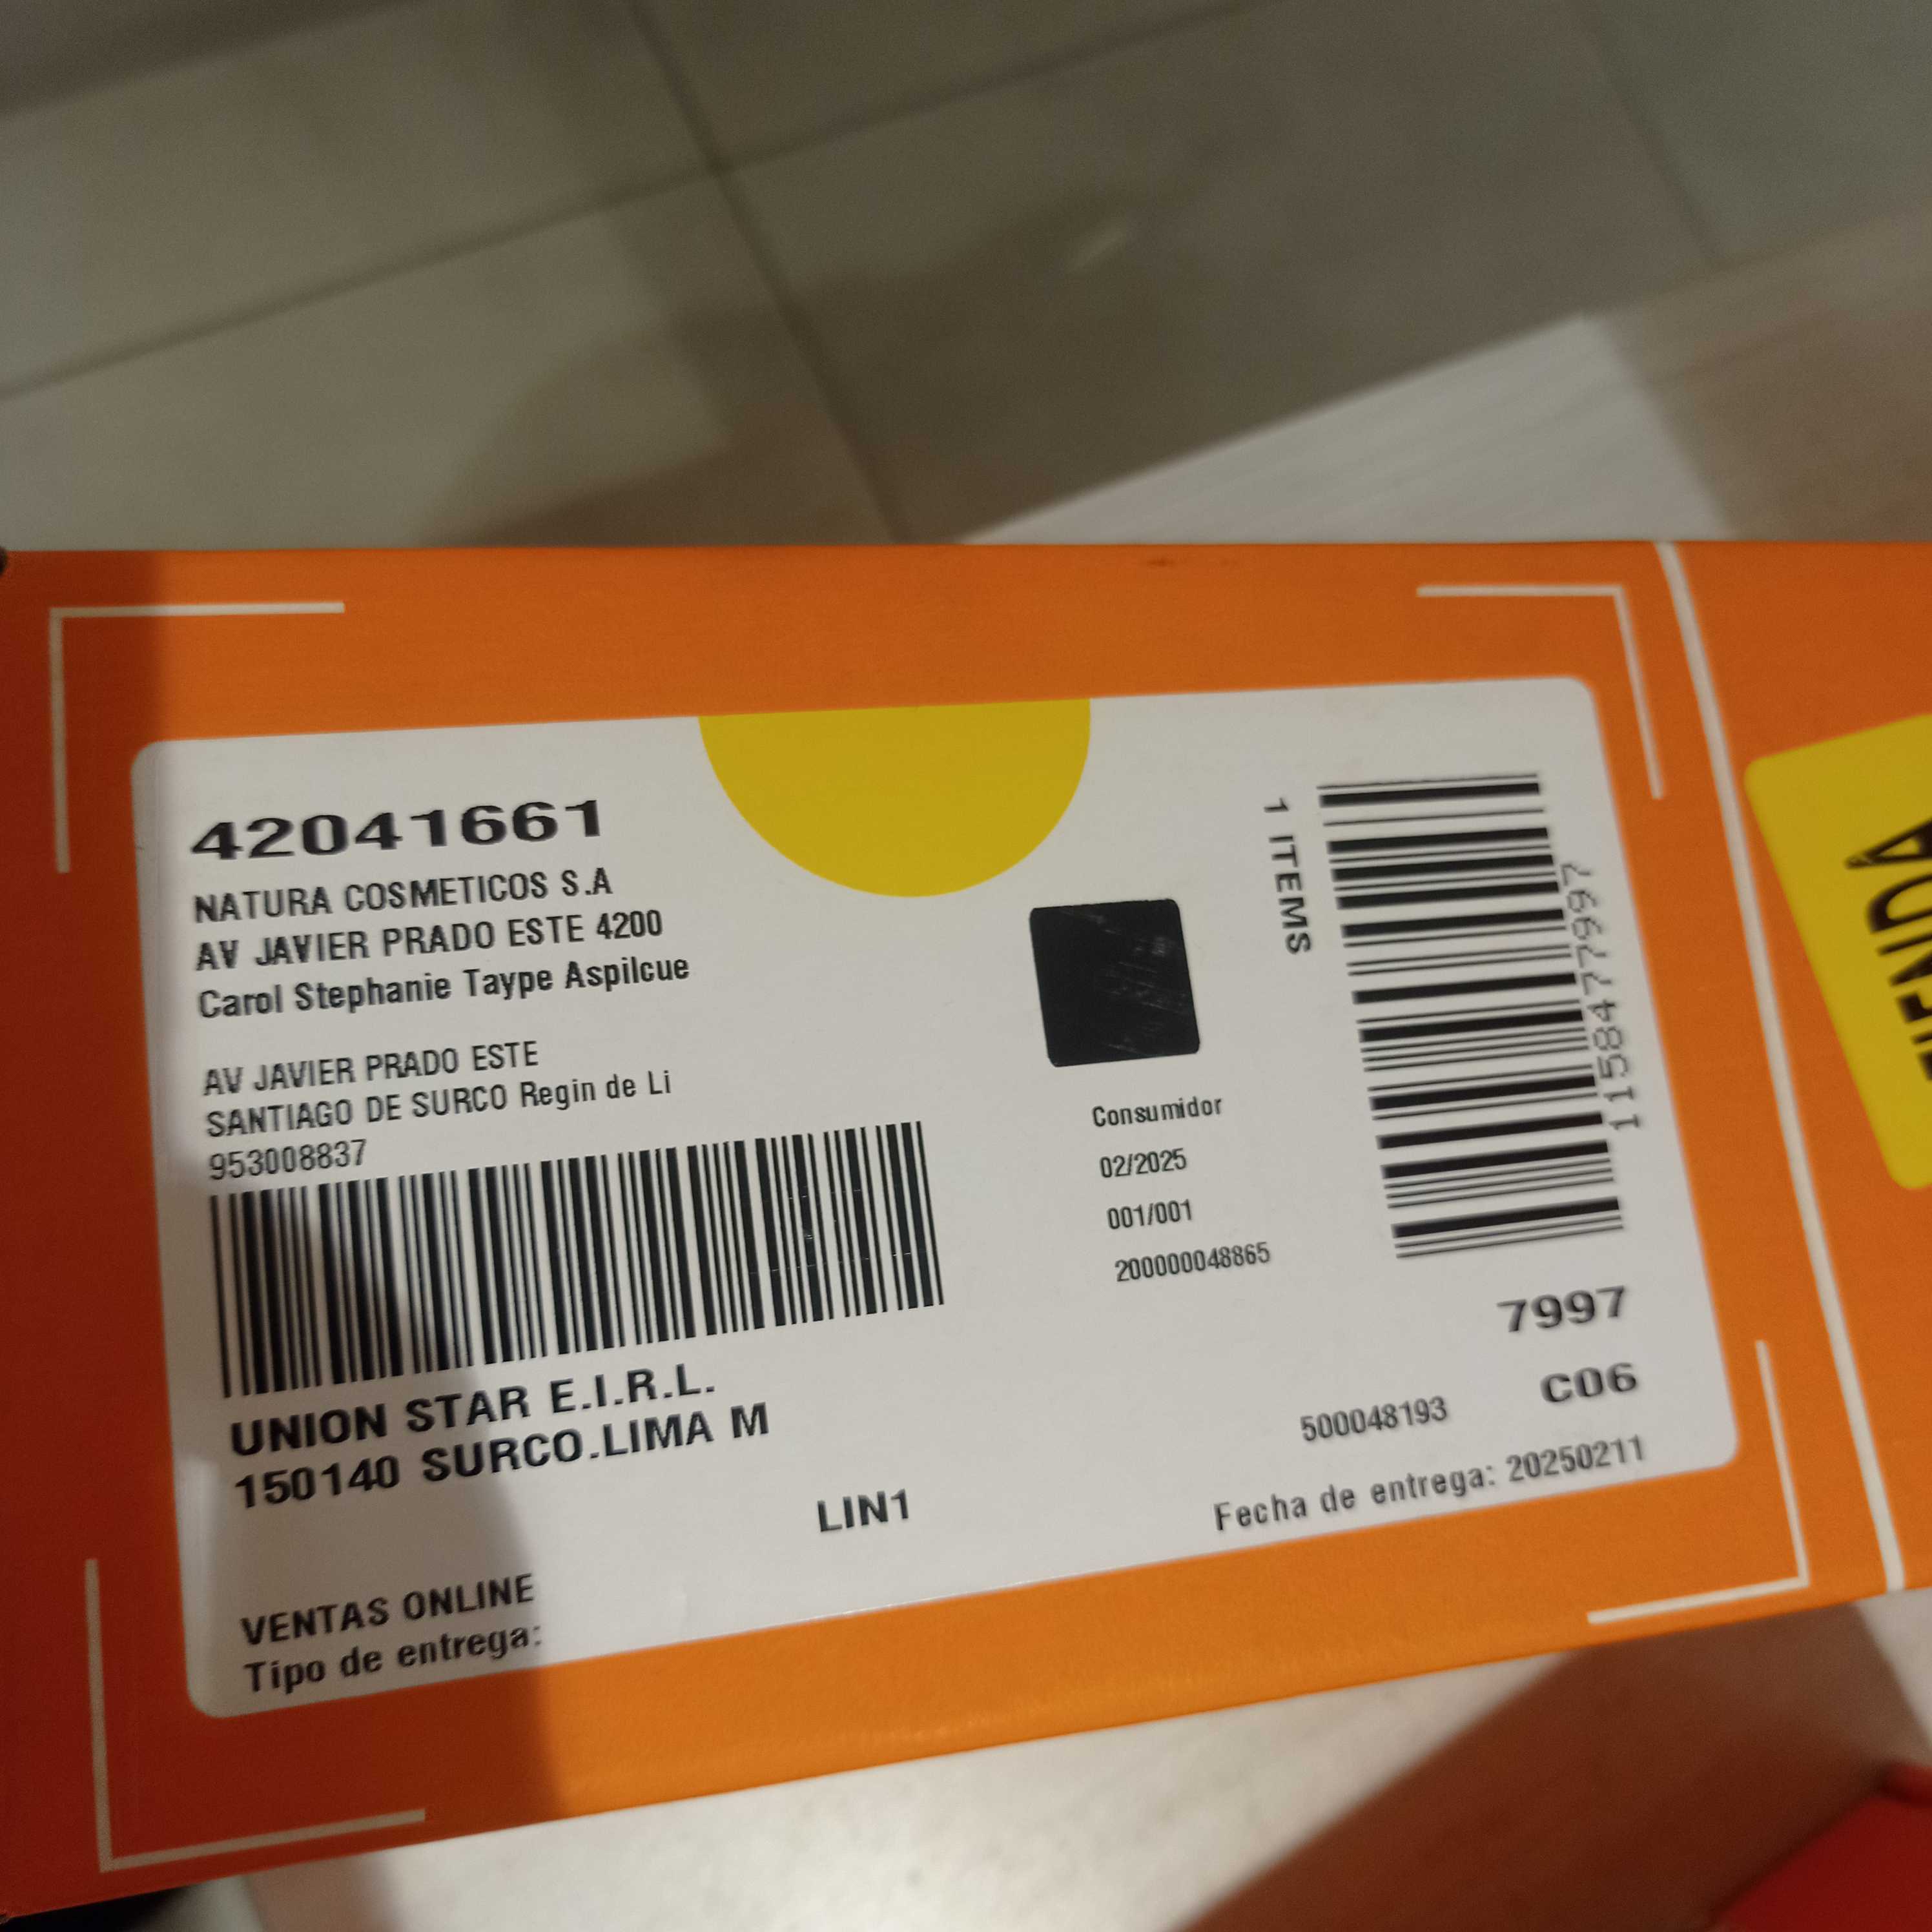 42041661
NATURA COSMETICOS S.A
AV JAVIER PRADO ESTE 4200
Carol Stephanie Taype Aspilcue
AV JAVIER PRADO ESTE
SANTIAGO DE SURCO Regin de Li
953008837
UNION STAR E.I.R.L.
150140 SURCO.LIMA M
LIN1
VENTAS ONLINE
Tipo de entrega:
Consumidor
02/2025
001/001
200000048865
1 ITEMS
11584777997
7997
C06
500048193
Fecha de entrega: 20250211